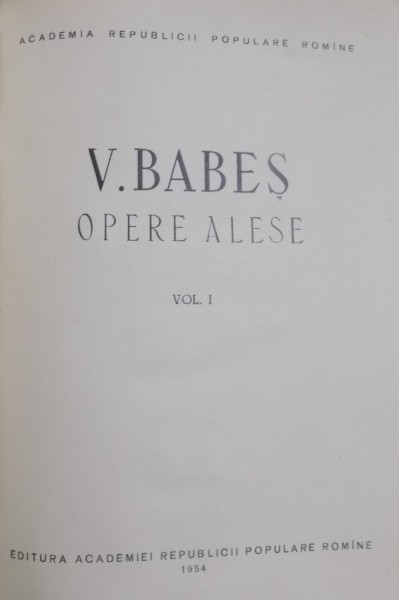 ACADEMIA REPUBLICII POPULARE ROMÎNE
V. BABEȘ
OPERE ALESE
VOL. I
EDITURA ACADEMIEI REPUBLICII POPULARE ROMÎNE
1954